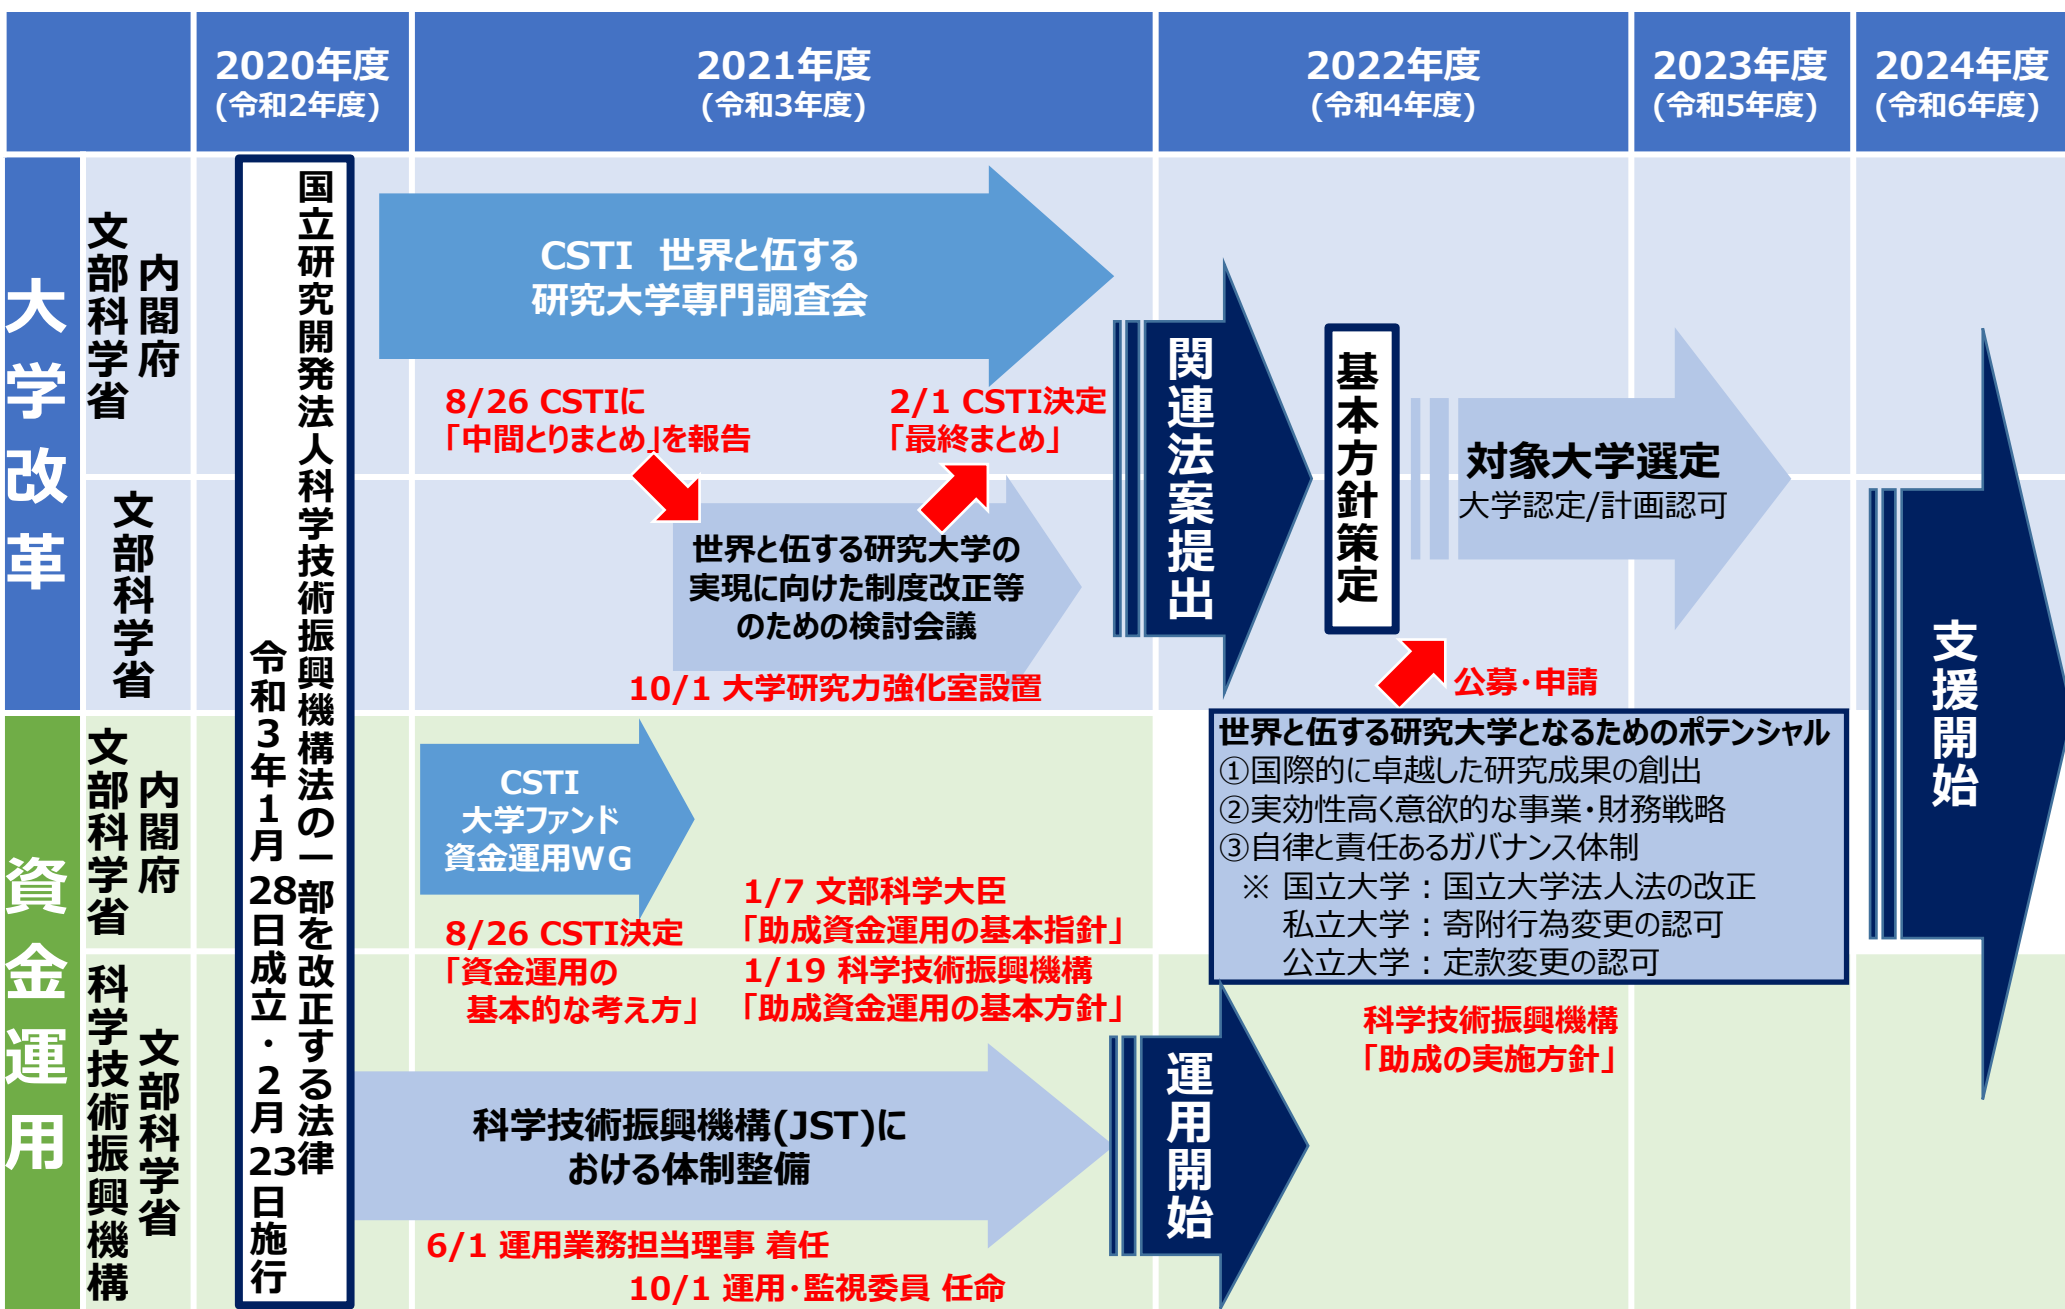 2020年度
(令和2年度)
2021年度
(令和3年度)
2022年度
(令和4年度)
2023年度
(令和5年度)
2024年度
(令和6年度)
大学改革
内閣府
文部科学省
文部科学省
国立研究開発法人科学技術振興機構法の一部を改正する法律
令和3年1月28日成立・2月23日施行
CSTI 世界と伍する
研究大学専門調査会
8/26 CSTIに
「中間とりまとめ」を報告
2/1 CSTI決定
「最終まとめ」
世界と伍する研究大学の
実現に向けた制度改正等
のための検討会議
10/1 大学研究力強化室設置
関連法案提出
基本方針策定
対象大学選定
大学認定/計画認可
公募・申請
世界と伍する研究大学となるためのポテンシャル
①国際的に卓越した研究成果の創出
②実効性高く意欲的な事業・財務戦略
③自律と責任あるガバナンス体制
※ 国立大学：国立大学法人法の改正
私立大学：寄附行為変更の認可
公立大学：定款変更の認可
支援開始
資金運用
内閣府
文部科学省
文部科学省
科学技術振興機構
CSTI
大学ファンド
資金運用WG
8/26 CSTI決定
「資金運用の
基本的な考え方」
1/7 文部科学大臣
「助成資金運用の基本指針」
1/19 科学技術振興機構
「助成資金運用の基本方針」
科学技術振興機構(JST)に
おける体制整備
6/1 運用業務担当理事 着任
10/1 運用・監視委員 任命
運用開始
科学技術振興機構
「助成の実施方針」